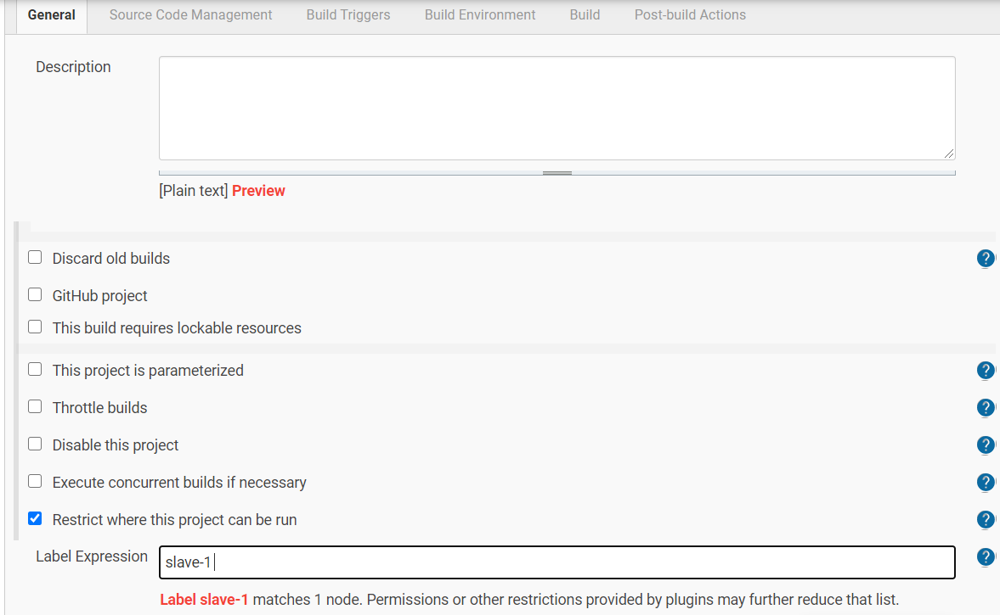 General Source Code Management Build Triggers Build Environment Build Post-build Actions
Description
[Plain text] Preview
Discard old builds ?
GitHub project
This build requires lockable resources
This project is parameterized ?
Throttle builds ?
Disable this project ?
Execute concurrent builds if necessary ?
Restrict where this project can be run ?
Label Expression slave-1 ?
Label slave-1 matches 1 node. Permissions or other restrictions provided by plugins may further reduce that list.